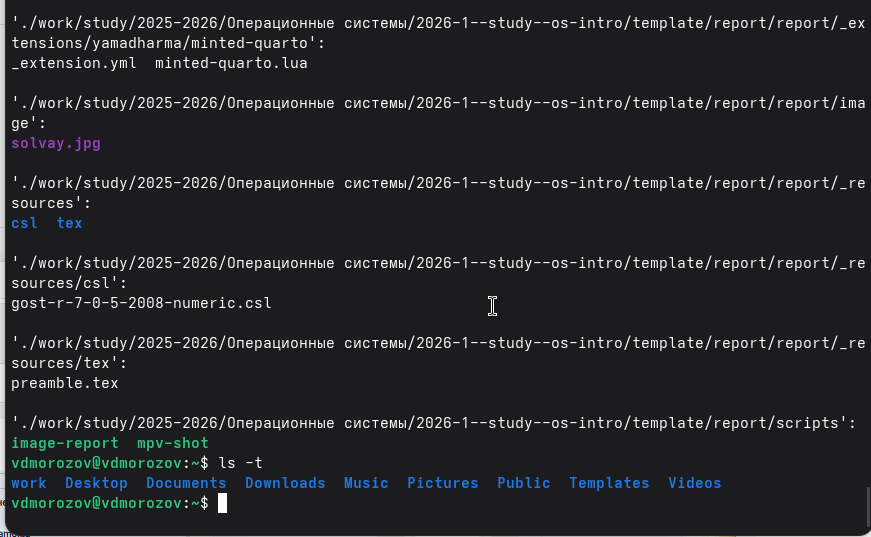 './work/study/2025-2026/Операционные системы/2026-1--study--os-intro/template/report/report/_ex
tensions/yamadharma/minted-quarto':
_extension.yml  minted-quarto.lua
'./work/study/2025-2026/Операционные системы/2026-1--study--os-intro/template/report/report/ima
ge':
solvay.jpg
'./work/study/2025-2026/Операционные системы/2026-1--study--os-intro/template/report/report/_re
sources':
csl  tex
'./work/study/2025-2026/Операционные системы/2026-1--study--os-intro/template/report/report/_re
sources/csl':
gost-r-7-0-5-2008-numeric.csl
'./work/study/2025-2026/Операционные системы/2026-1--study--os-intro/template/report/report/_re
sources/tex':
preamble.tex
'./work/study/2025-2026/Операционные системы/2026-1--study--os-intro/template/report/scripts':
image-report  mpv-shot
vdmorozov@vdmorozov:~$ ls -t
work  Desktop  Documents  Downloads  Music  Pictures  Public  Templates  Videos
vdmorozov@vdmorozov:~$